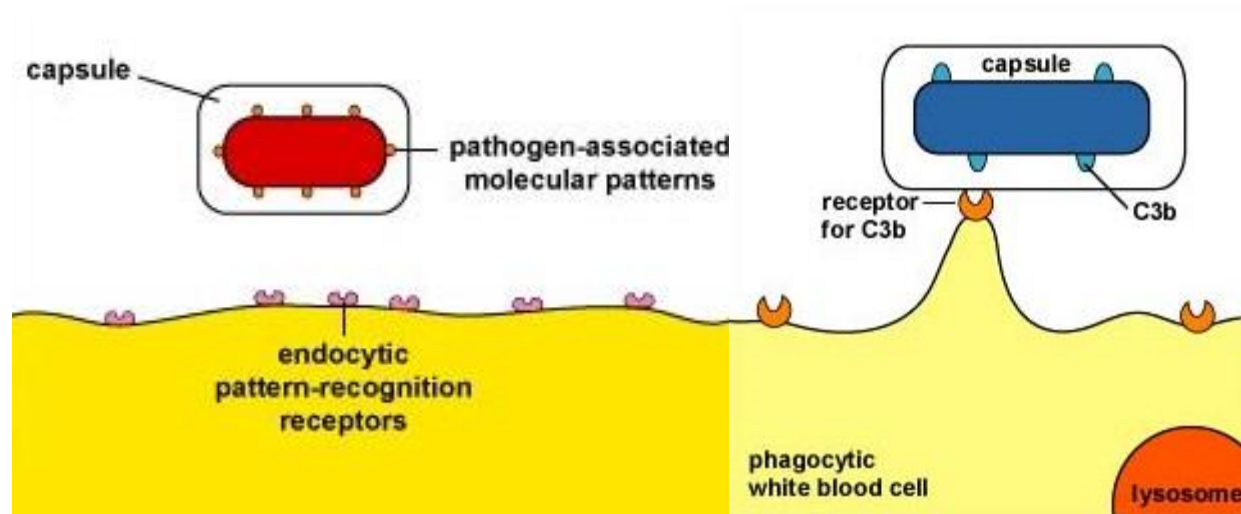 capsule
pathogen-associated
molecular patterns
endocytic
pattern-recognition
receptors
capsule
receptor
for C3b
C3b
phagocytic
white blood cell
lysosome